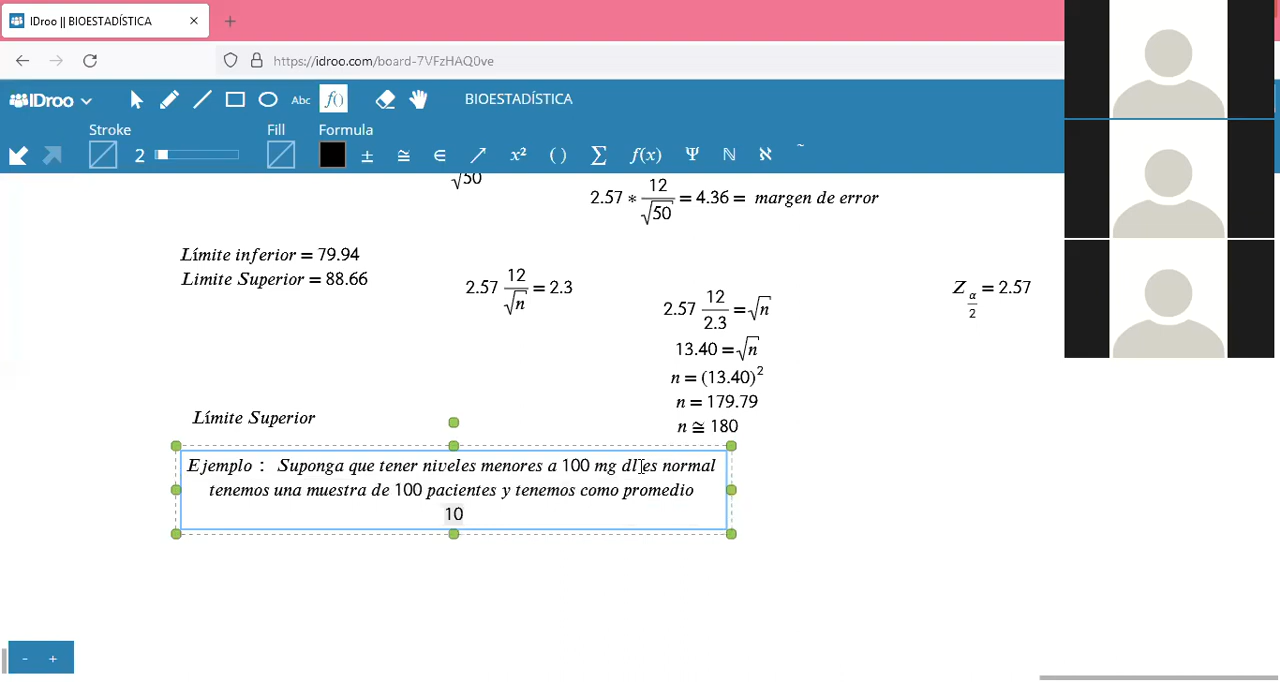 IDroo || BIOESTADÍSTICA
https://idroo.com/board-7VFzHAQ0ve
IDroo
Abc
f()
BIOESTADÍSTICA
Stroke
Fill
Formula
2
± ≅ ∈ x² ( ) ∑ f(x) Ψ ℕ ℵ ~
√50
2.57 * 12/√50 = 4.36 = margen de error
Límite inferior = 79.94
Limite Superior = 88.66
2.57 12/√n = 2.3
2.57 12/2.3 = √n
Z α/2 = 2.57
13.40 = √n
n = (13.40)²
n = 179.79
n ≅ 180
Límite Superior
Ejemplo : Suponga que tener niveles menores a 100 mg dl es normal
tenemos una muestra de 100 pacientes y tenemos como promedio
10
- +